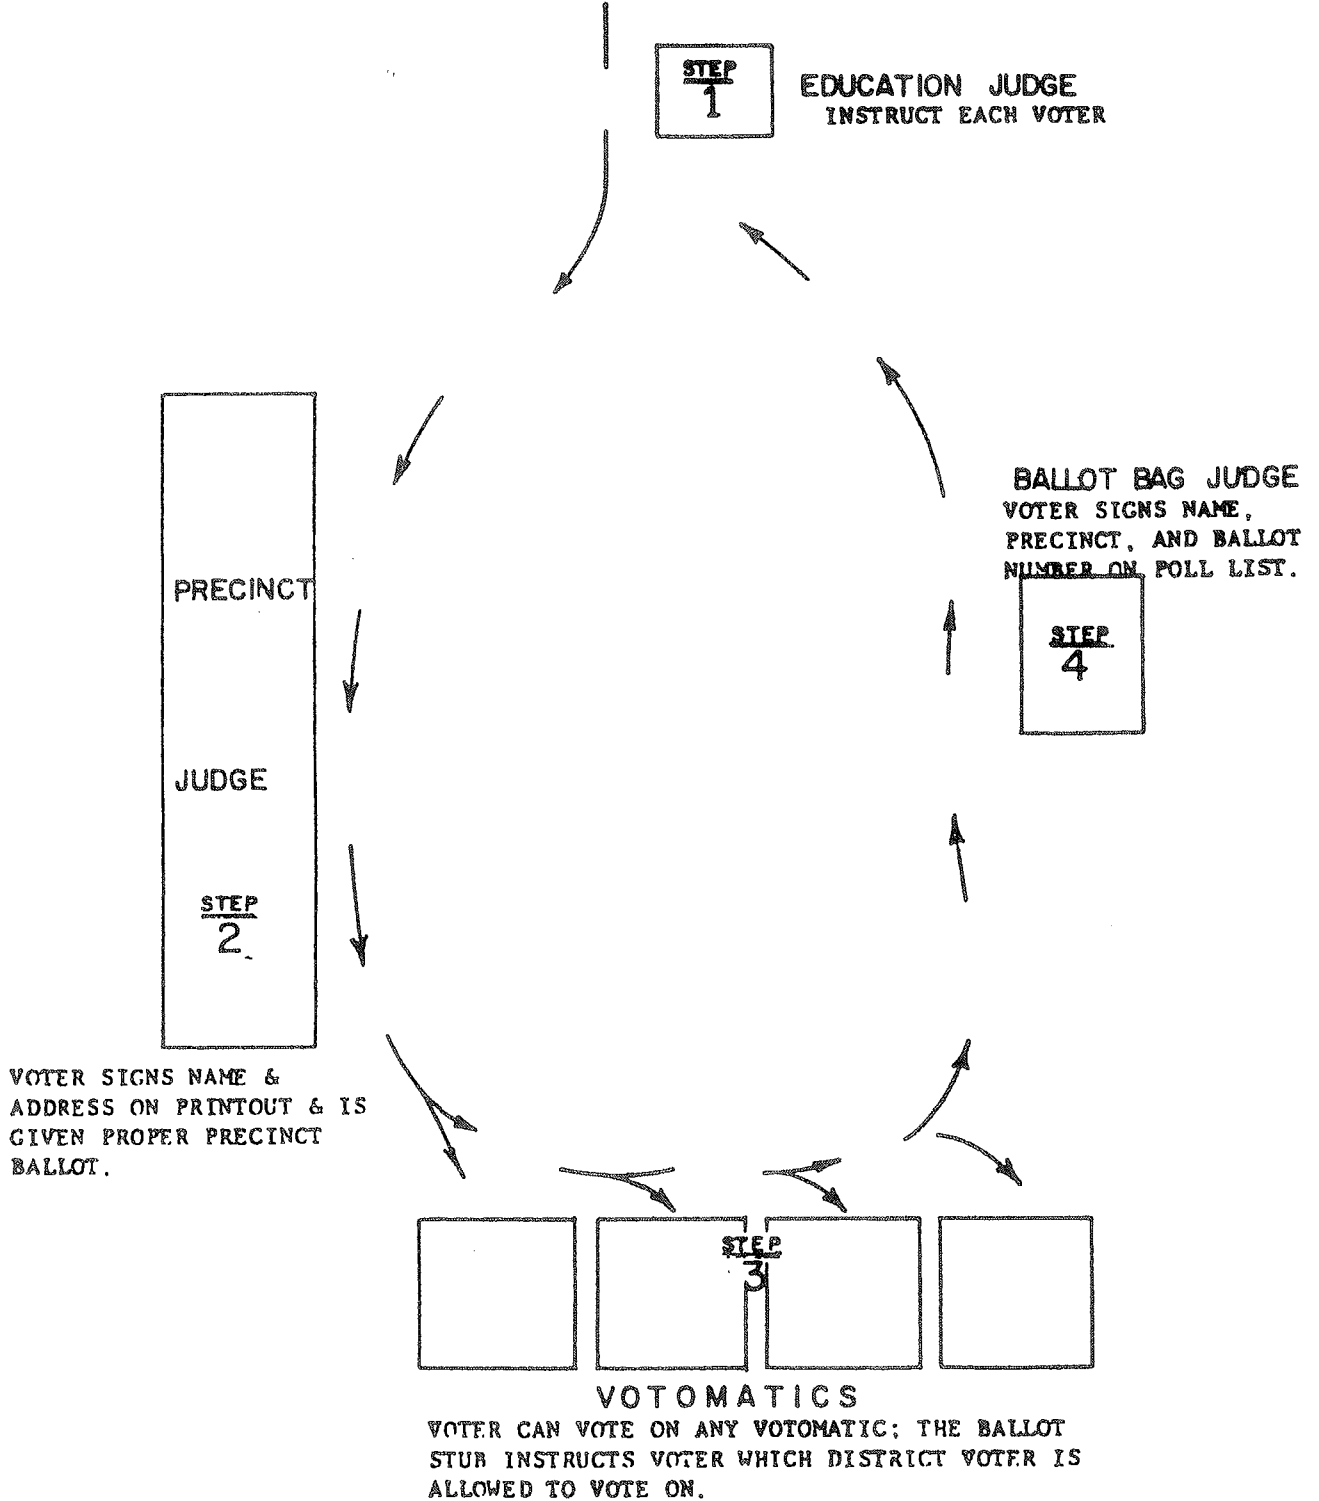 STEP
1
EDUCATION JUDGE
INSTRUCT EACH VOTER
PRECINCT
JUDGE
STEP
2
VOTER SIGNS NAME &
ADDRESS ON PRINTOUT & IS
GIVEN PROPER PRECINCT
BALLOT.
STEP
3
VOTOMATICS
VOTER CAN VOTE ON ANY VOTOMATIC; THE BALLOT
STUB INSTRUCTS VOTER WHICH DISTRICT VOTER IS
ALLOWED TO VOTE ON.
BALLOT BAG JUDGE
VOTER SIGNS NAME,
PRECINCT, AND BALLOT
NUMBER ON POLL LIST.
STEP
4